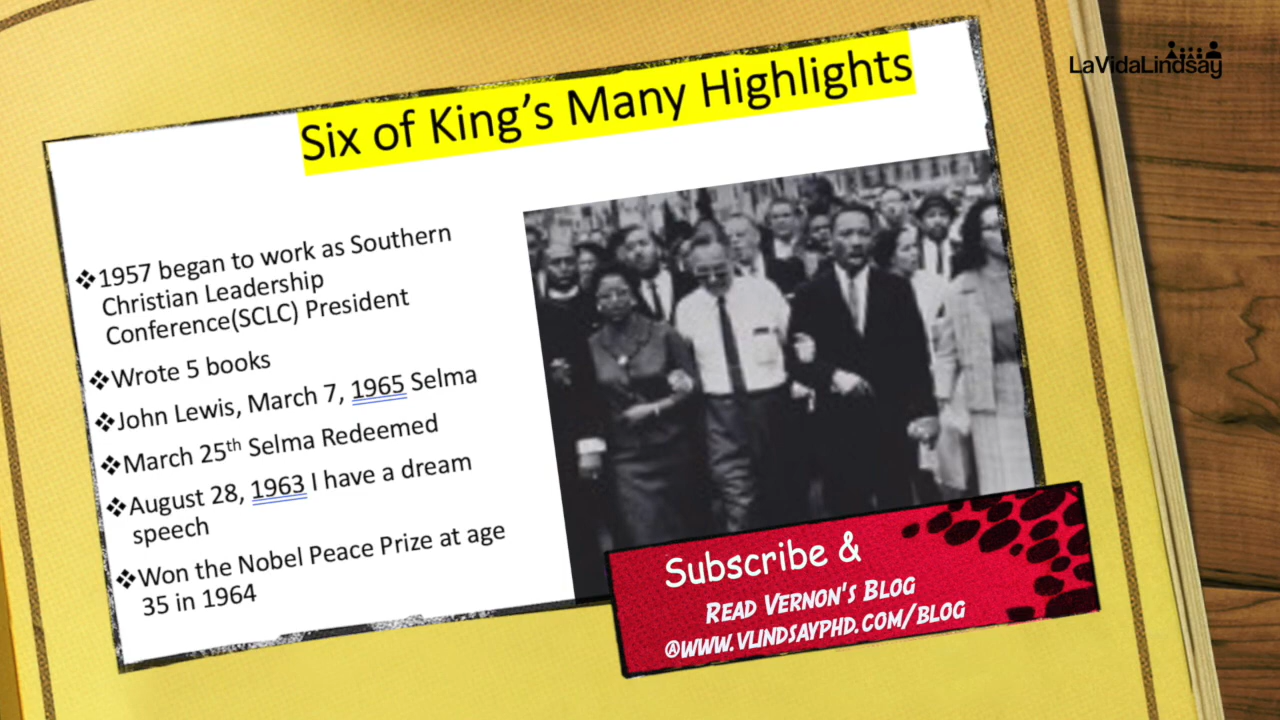 LaVidaLindsay
Six of King's Many Highlights
❖1957 began to work as Southern
Christian Leadership
Conference(SCLC) President
❖Wrote 5 books
❖John Lewis, March 7, 1965 Selma
❖March 25th Selma Redeemed
❖August 28, 1963 I have a dream
speech
❖Won the Nobel Peace Prize at age
35 in 1964
Subscribe &
READ VERNON'S BLOG
@WWW.VLINDSAYPHD.COM/BLOG